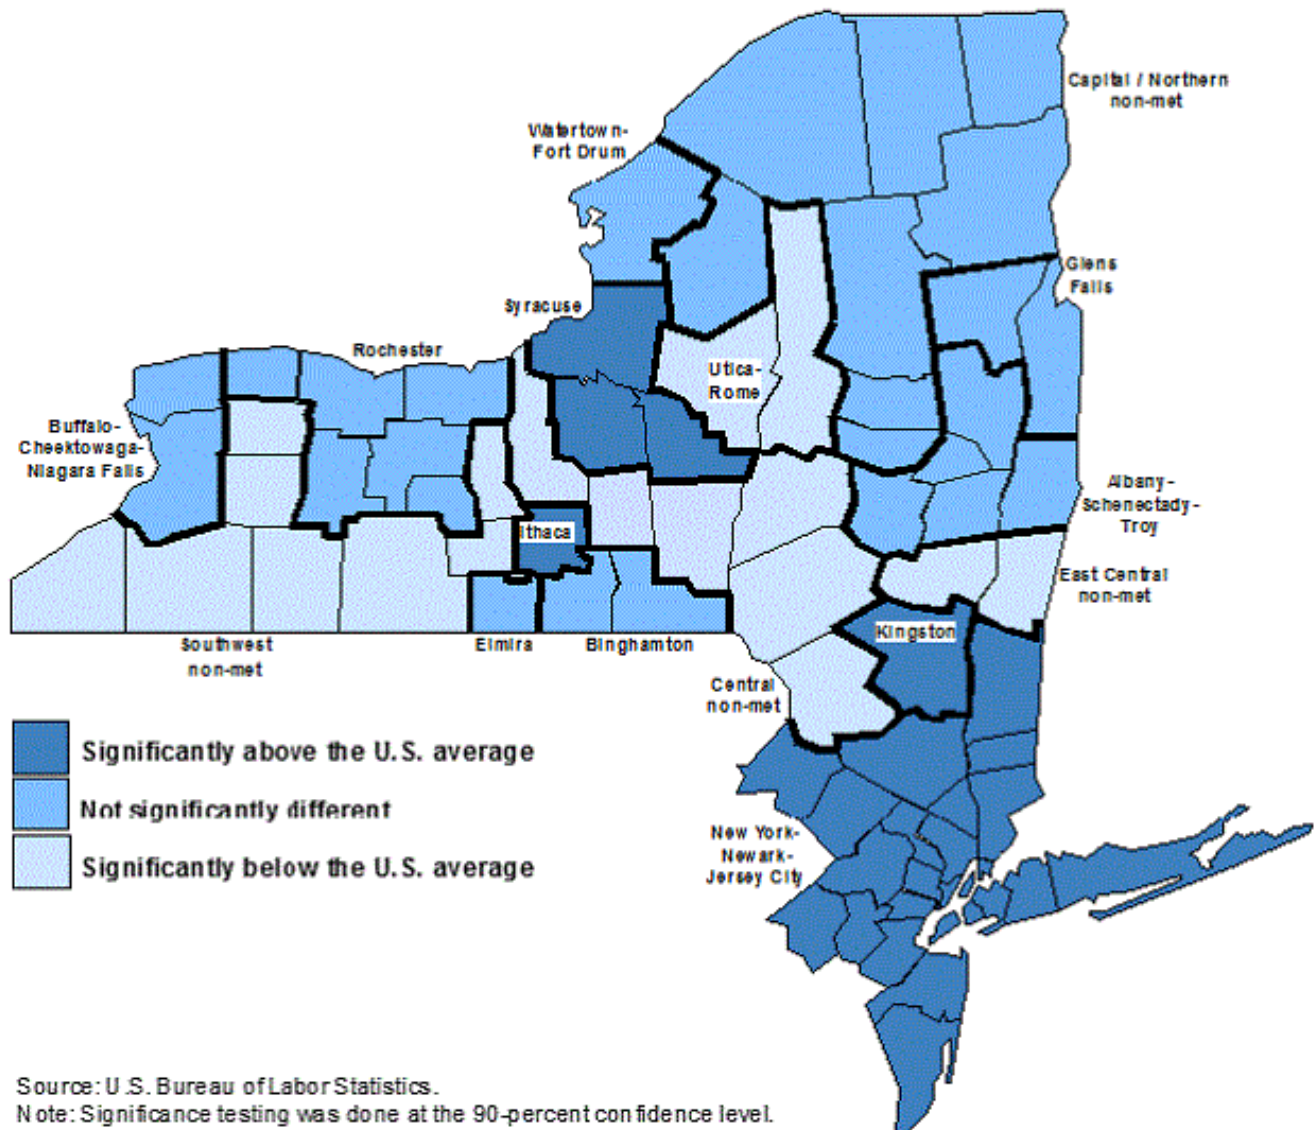 Capital / Northern
non-met
Watertown-
Fort Drum
Glens
Falls
Syracuse
Rochester
Utica-
Rome
Buffalo-
Cheektowaga-
Niagara Falls
Albany-
Schenectady-
Troy
Ithaca
East Central
non-met
Kingston
Southwest
non-met
Elmira
Binghamton
Central
non-met
Significantly above the U.S. average
Not significantly different
Significantly below the U.S. average
New York-
Newark-
Jersey City
Source: U.S. Bureau of Labor Statistics.
Note: Significance testing was done at the 90-percent confidence level.